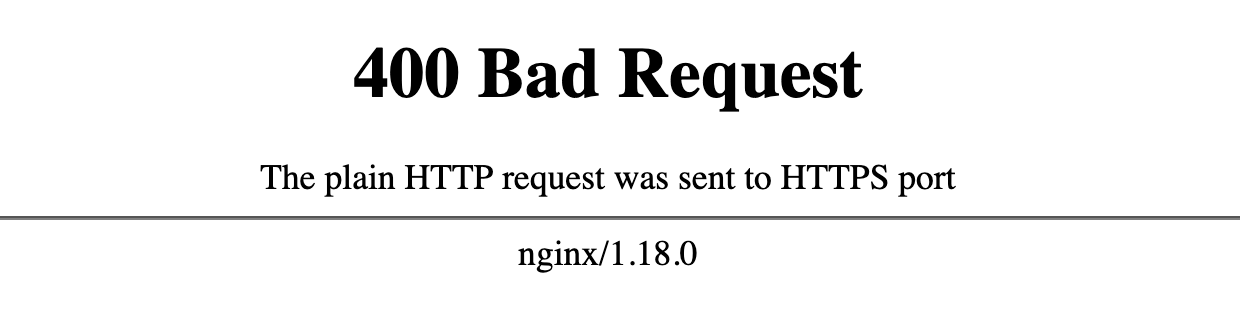 400 Bad Request
The plain HTTP request was sent to HTTPS port
nginx/1.18.0